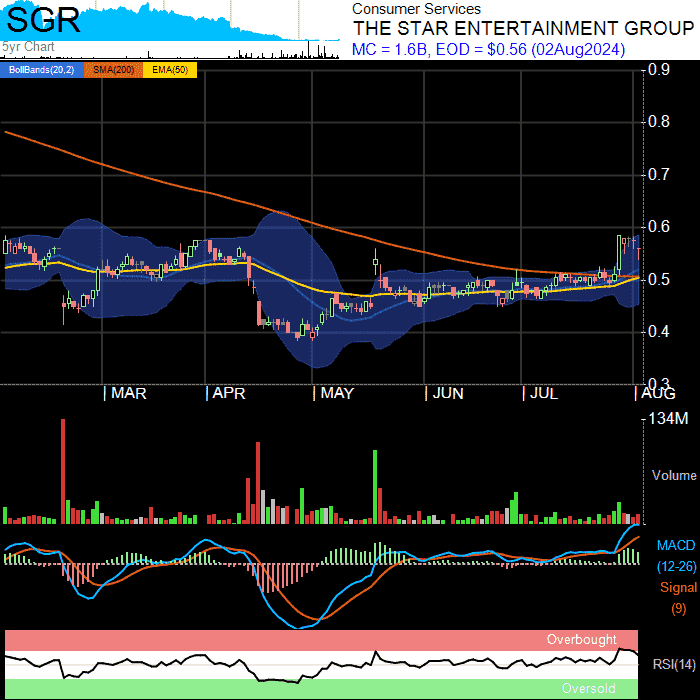 SGR
5yr Chart
Consumer Services
THE STAR ENTERTAINMENT GROUP
MC = 1.6B, EOD = $0.56 (02Aug2024)
BollBands(20,2) SMA(200) EMA(50)
0.9
0.8
0.7
0.6
0.5
0.4
0.3
MAR APR MAY JUN JUL AUG
134M
Volume
MACD
(12-26)
Signal
(9)
Overbought
RSI(14)
Oversold